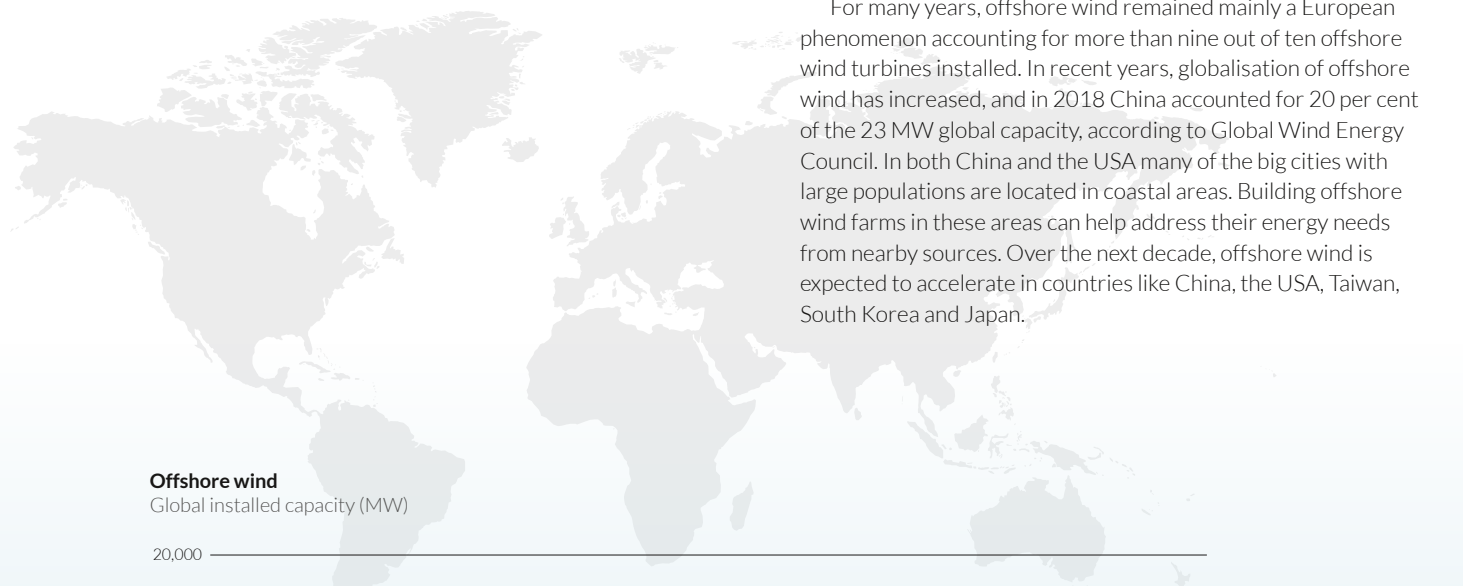 For many years, offshore wind remained mainly a European
phenomenon accounting for more than nine out of ten offshore
wind turbines installed. In recent years, globalisation of offshore
wind has increased, and in 2018 China accounted for 20 per cent
of the 23 MW global capacity, according to Global Wind Energy
Council. In both China and the USA many of the big cities with
large populations are located in coastal areas. Building offshore
wind farms in these areas can help address their energy needs
from nearby sources. Over the next decade, offshore wind is
expected to accelerate in countries like China, the USA, Taiwan,
South Korea and Japan.
Offshore wind
Global installed capacity (MW)
20,000